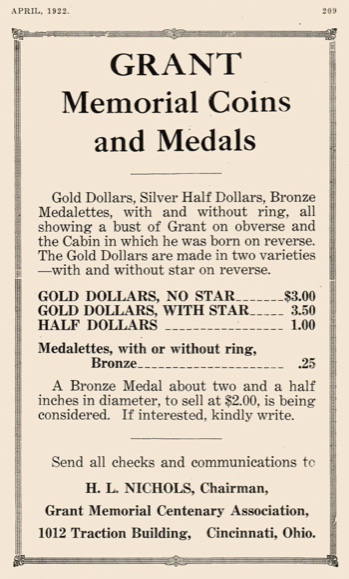 APRIL, 1922.
209
GRANT
Memorial Coins
and Medals
Gold Dollars, Silver Half Dollars, Bronze
Medalettes, with and without ring, all
showing a bust of Grant on obverse and
the Cabin in which he was born on reverse.
The Gold Dollars are made in two varieties
—with and without star on reverse.
GOLD DOLLARS, NO STAR_______$3.00
GOLD DOLLARS, WITH STAR_____ 3.50
HALF DOLLARS _________________ 1.00
Medalettes, with or without ring,
Bronze_____________________ .25
A Bronze Medal about two and a half
inches in diameter, to sell at $2.00, is being
considered. If interested, kindly write.
Send all checks and communications to
H. L. NICHOLS, Chairman,
Grant Memorial Centenary Association,
1012 Traction Building, Cincinnati, Ohio.